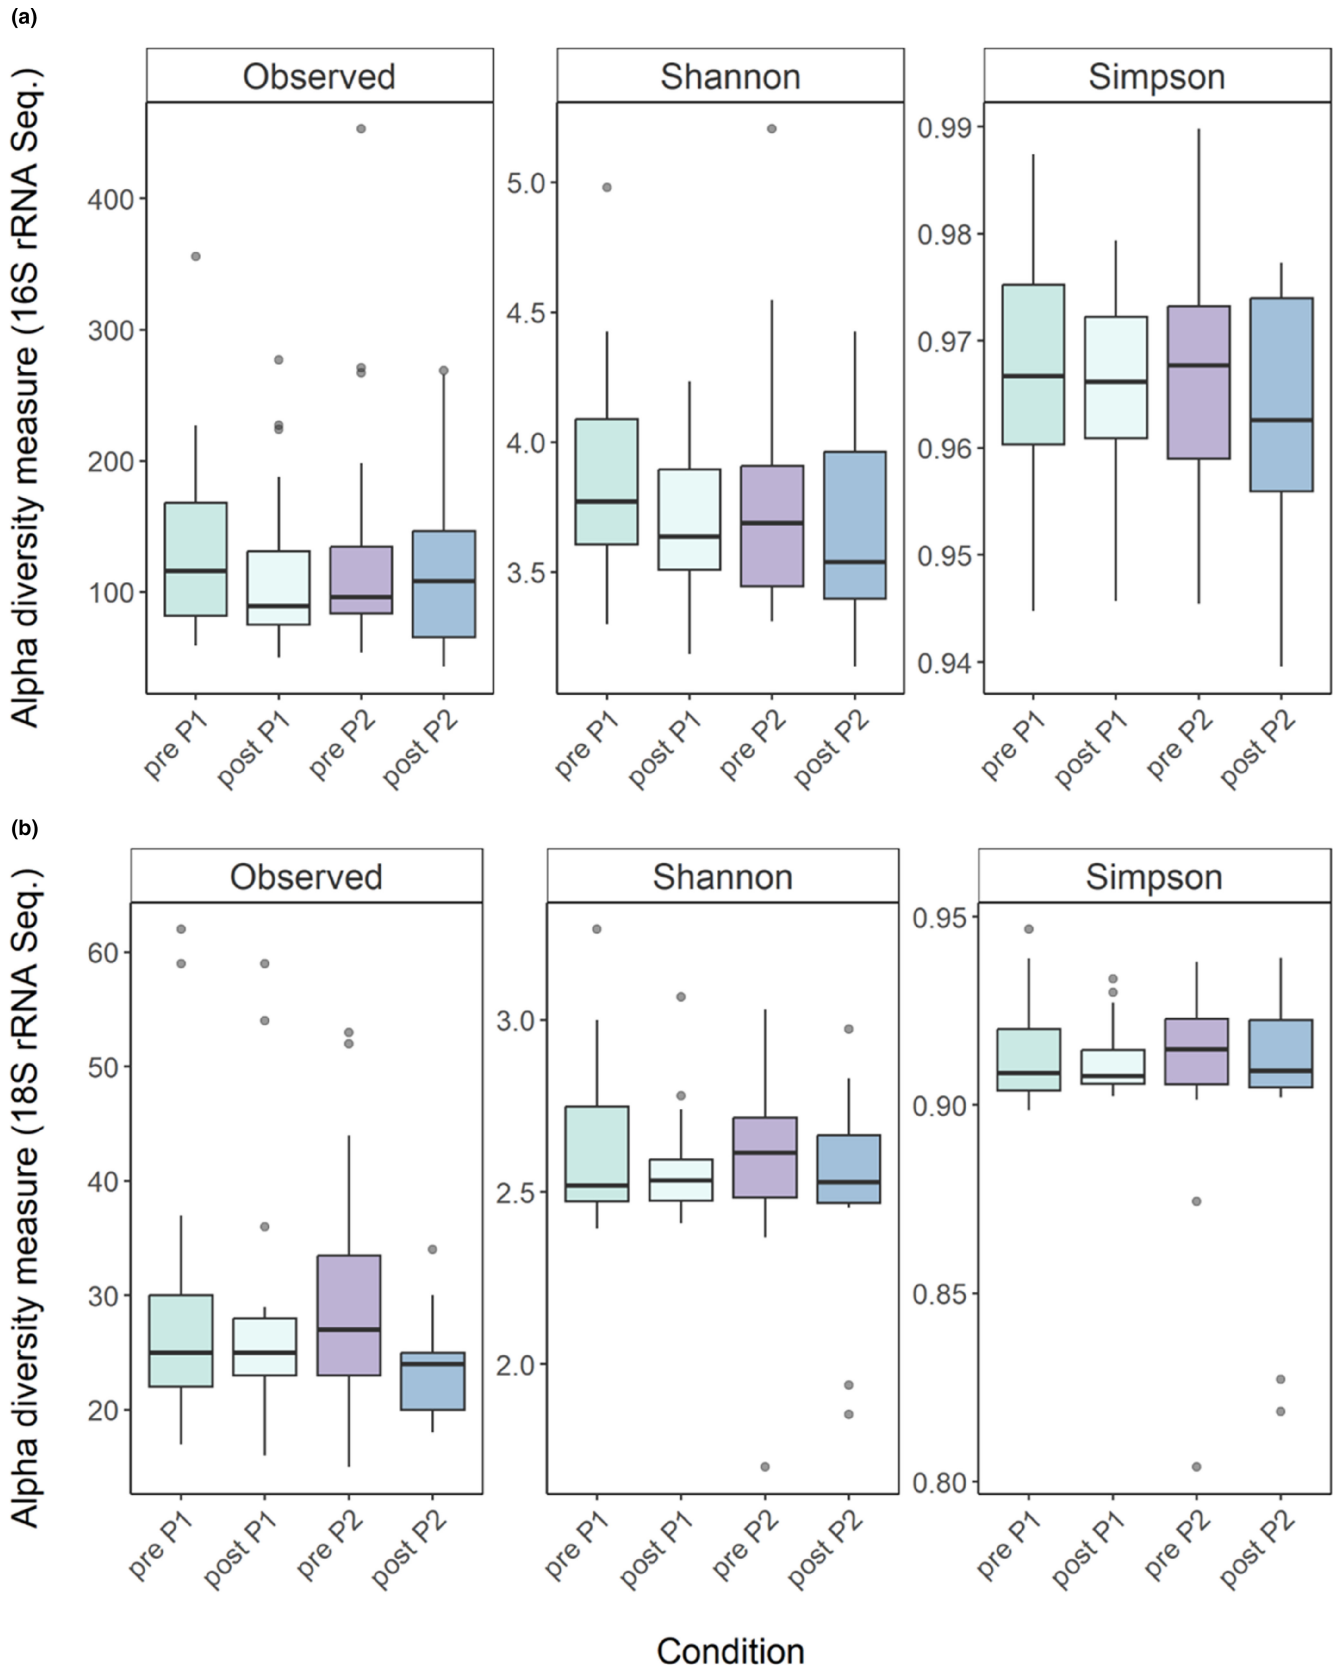 (a)
Alpha diversity measure (16S rRNA Seq.)
Observed
400
300
200
100
pre P1
post P1
pre P2
post P2
Shannon
5.0
4.5
4.0
3.5
pre P1
post P1
pre P2
post P2
Simpson
0.99
0.98
0.97
0.96
0.95
0.94
pre P1
post P1
pre P2
post P2
(b)
Alpha diversity measure (18S rRNA Seq.)
Observed
60
50
40
30
20
pre P1
post P1
pre P2
post P2
Shannon
3.0
2.5
2.0
pre P1
post P1
pre P2
post P2
Simpson
0.95
0.90
0.85
0.80
pre P1
post P1
pre P2
post P2
Condition